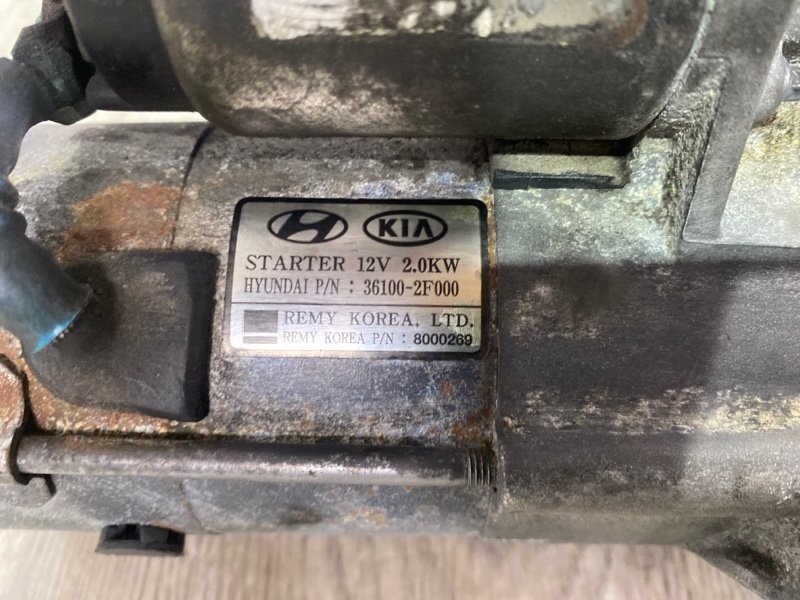 KIA
STARTER 12V 2.0KW
HYUNDAI P/N : 36100-2F000
REMY KOREA, LTD.
REMY KOREA P/N : 8000269